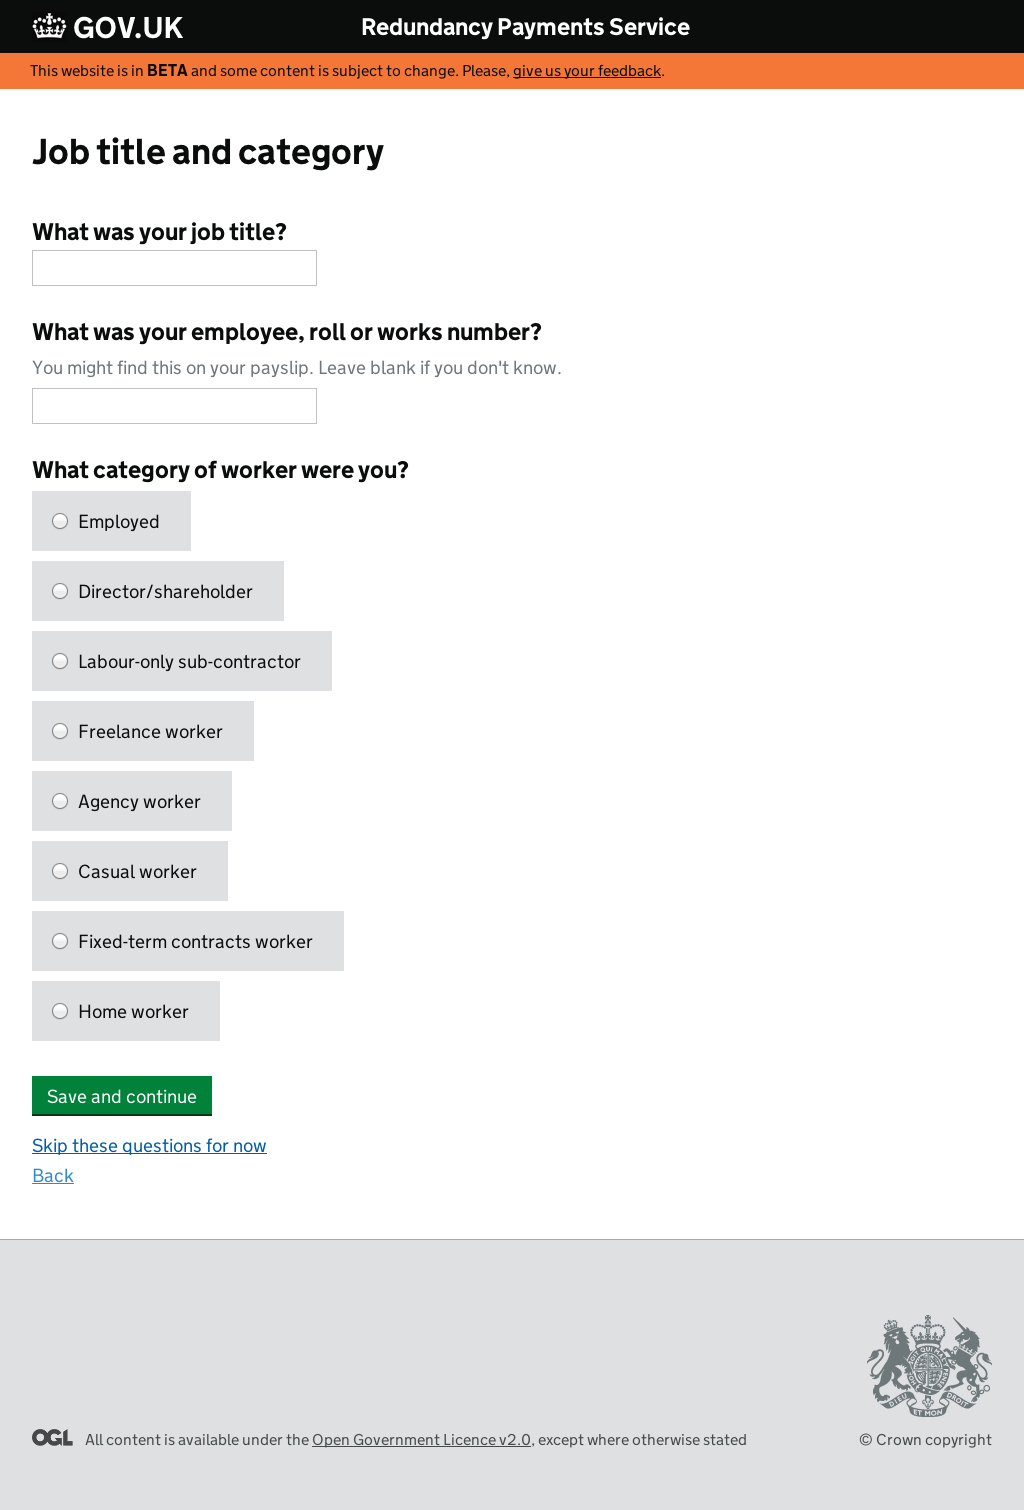 GOV.UK
Redundancy Payments Service
This website is in BETA and some content is subject to change. Please, give us your feedback.
Job title and category
What was your job title?
What was your employee, roll or works number?
You might find this on your payslip. Leave blank if you don't know.
What category of worker were you?
Employed
Director/shareholder
Labour-only sub-contractor
Freelance worker
Agency worker
Casual worker
Fixed-term contracts worker
Home worker
Save and continue
Skip these questions for now
Back
DIEU
ET MON
DROIT
OGL
All content is available under the Open Government Licence v2.0, except where otherwise stated
© Crown copyright